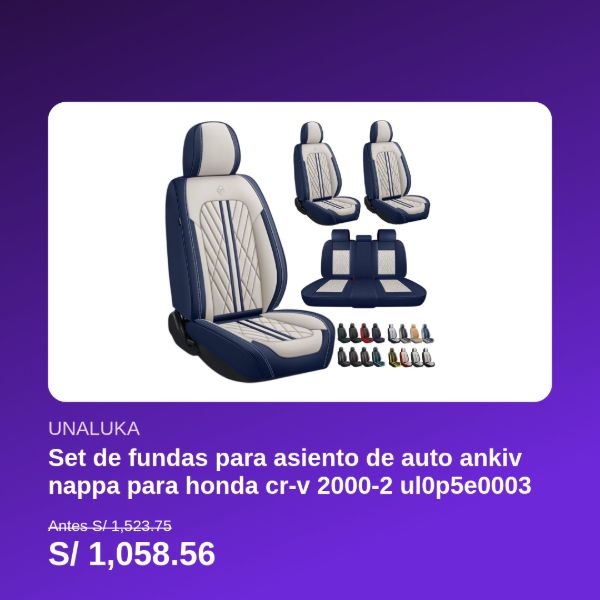 UNALUKA
Set de fundas para asiento de auto ankiv
nappa para honda cr-v 2000-2 ul0p5e0003
Antes S/ 1,523.75
S/ 1,058.56